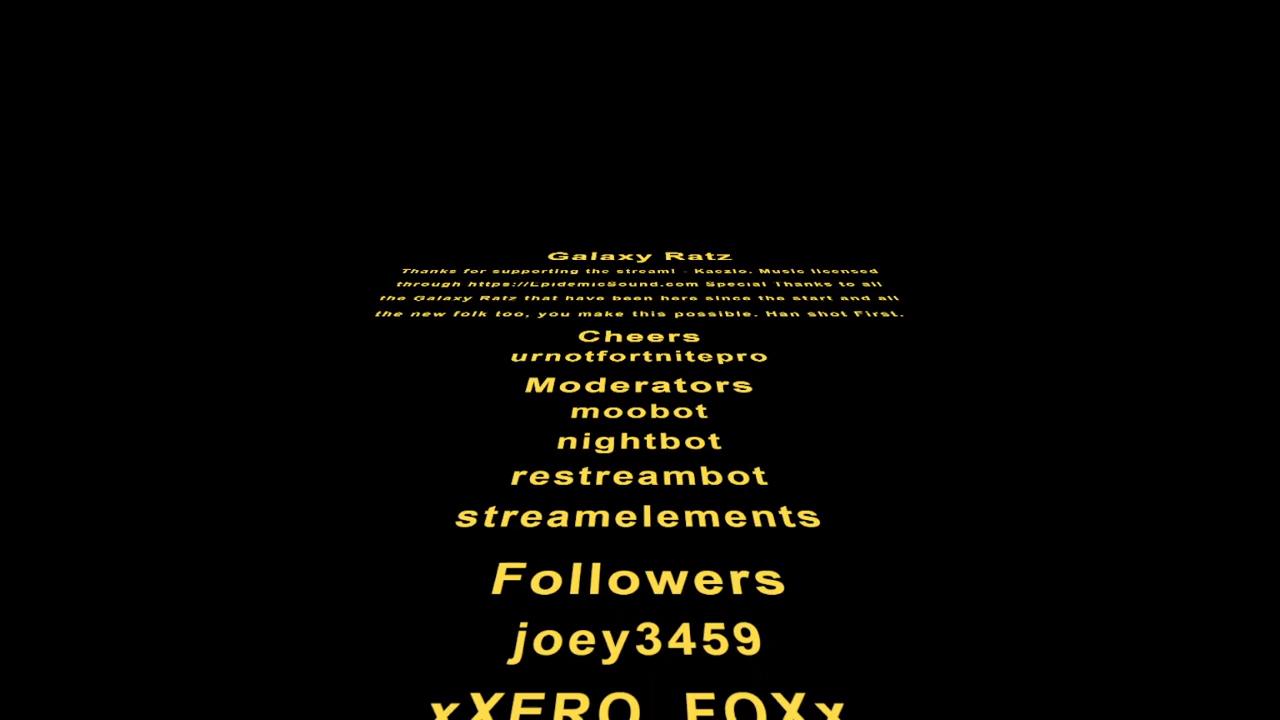 Galaxy Ratz
Thanks for supporting the stream! - Kaezlo. Music licensed
through https://EpidemicSound.com Special Thanks to all
the Galaxy Ratz that have been here since the start and all
the new folk too, you make this possible. Han shot First.
Cheers
urnotfortnitepro
Moderators
moobot
nightbot
restreambot
streamelements
Followers
joey3459
xXERO_FOXx